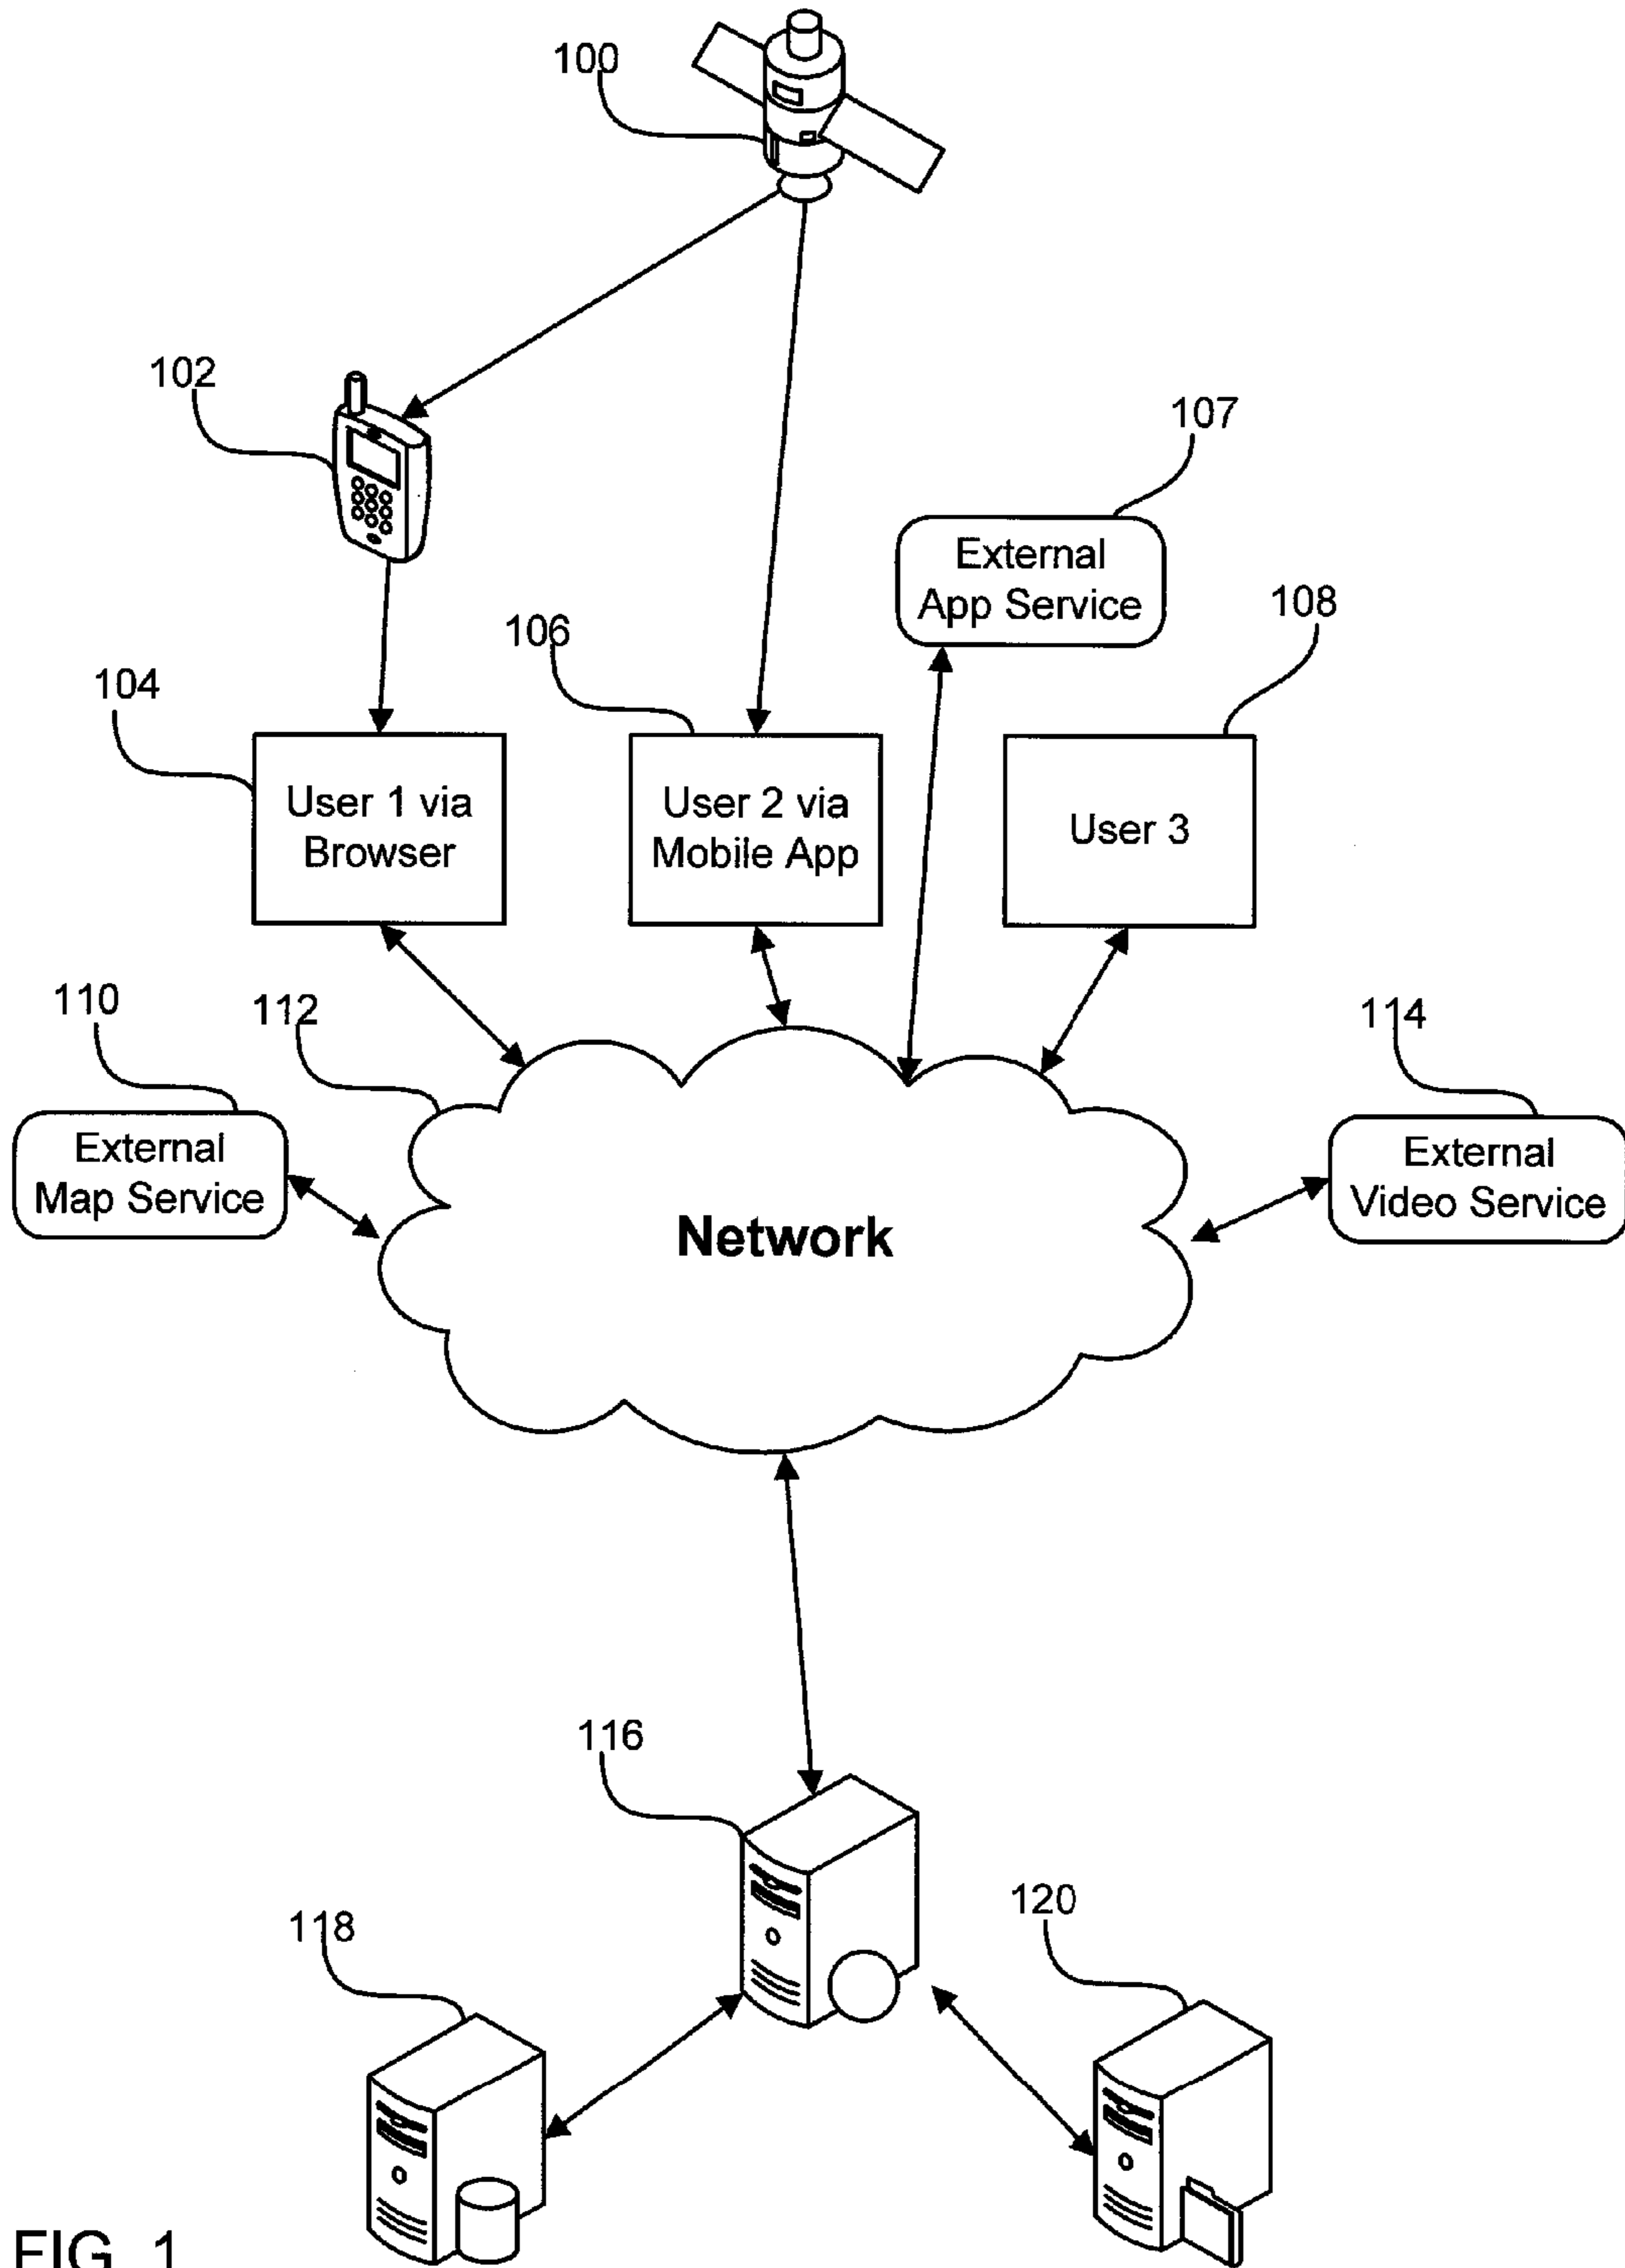 100
102
107
External
App Service
108
106
104
User 1 via
Browser
User 2 via
Mobile App
User 3
110
112
114
External
Map Service
Network
External
Video Service
116
118
120
FIG. 1